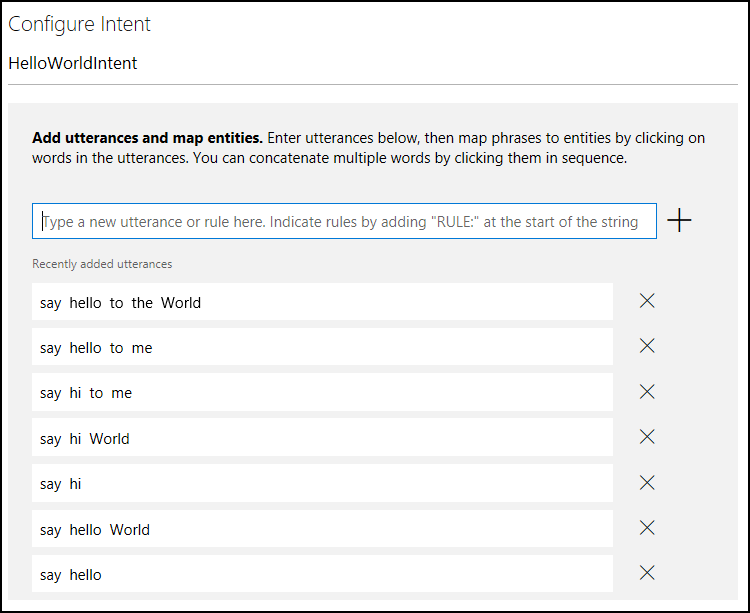 Configure Intent
HelloWorldIntent
Add utterances and map entities. Enter utterances below, then map phrases to entities by clicking on
words in the utterances. You can concatenate multiple words by clicking them in sequence.
Type a new utterance or rule here. Indicate rules by adding "RULE:" at the start of the string
Recently added utterances
say hello to the World
say hello to me
say hi to me
say hi World
say hi
say hello World
say hello